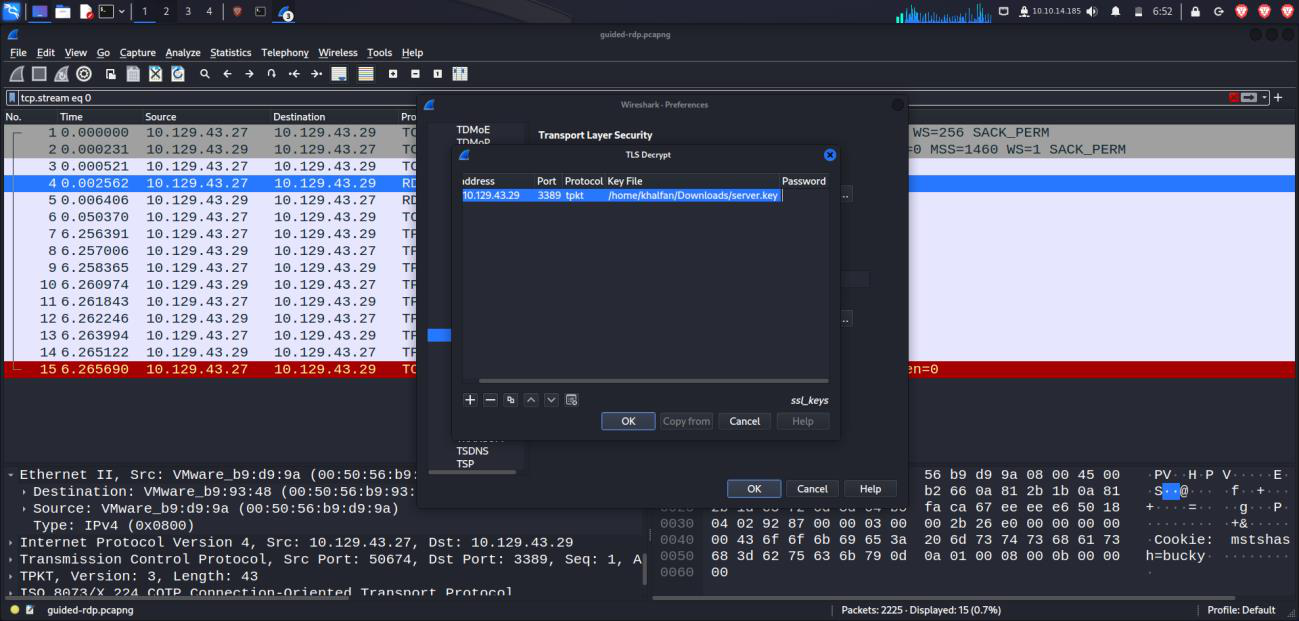 1 2 3 4 3 10.10.14.185 6:52
guided-rdp.pcapng
File Edit View Go Capture Analyze Statistics Telephony Wireless Tools Help
tcp.stream eq 0
No. Time Source Destination Pro
1 0.000000 10.129.43.27 10.129.43.29 TC WS=256 SACK_PERM
2 0.000231 10.129.43.29 10.129.43.27 TC =0 MSS=1460 WS=1 SACK_PERM
3 0.000521 10.129.43.27 10.129.43.29 TC
4 0.002562 10.129.43.27 10.129.43.29 RD
5 0.006406 10.129.43.29 10.129.43.27 RD
6 0.050370 10.129.43.27 10.129.43.29 TC
7 6.256391 10.129.43.27 10.129.43.29 TP
8 6.257006 10.129.43.29 10.129.43.27 TP
9 6.258365 10.129.43.27 10.129.43.29 TP
10 6.260974 10.129.43.29 10.129.43.27 TP
11 6.261843 10.129.43.27 10.129.43.29 TP
12 6.262246 10.129.43.29 10.129.43.27 TP
13 6.263994 10.129.43.27 10.129.43.29 TP
14 6.265122 10.129.43.29 10.129.43.27 TP
15 6.265690 10.129.43.27 10.129.43.29 TC en=0
Wireshark · Preferences
TDMoE
TDMoP
Transport Layer Security
TLS Decrypt
address Port Protocol Key File Password
10.129.43.29 3389 tpkt /home/khalfan/Downloads/server.key
ssl_keys
OK Copy from Cancel Help
TSDNS
TSP
OK Cancel Help
Ethernet II, Src: VMware_b9:d9:9a (00:50:56:b9:
Destination: VMware_b9:93:48 (00:50:56:b9:93:
Source: VMware_b9:d9:9a (00:50:56:b9:d9:9a)
Type: IPv4 (0x0800)
Internet Protocol Version 4, Src: 10.129.43.27, Dst: 10.129.43.29
Transmission Control Protocol, Src Port: 50674, Dst Port: 3389, Seq: 1, A
TPKT, Version: 3, Length: 43
ISO 8073/X.224 COTP Connection-Oriented Transport Protocol
56 b9 d9 9a 08 00 45 00 ·PV··H·P V·····E·
b2 66 0a 81 2b 1b 0a 81
fa ca 67 ee ee e6 50 18
0030 04 02 92 87 00 00 03 00 00 2b 26 e0 00 00 00 00
0040 00 43 6f 6f 6b 69 65 3a 20 6d 73 74 73 68 61 73 ·Cookie: mstshas
0050 68 3d 62 75 63 6b 79 0d 0a 01 00 08 00 0b 00 00 h=bucky·
0060 00
guided-rdp.pcapng Packets: 2225 · Displayed: 15 (0.7%) Profile: Default